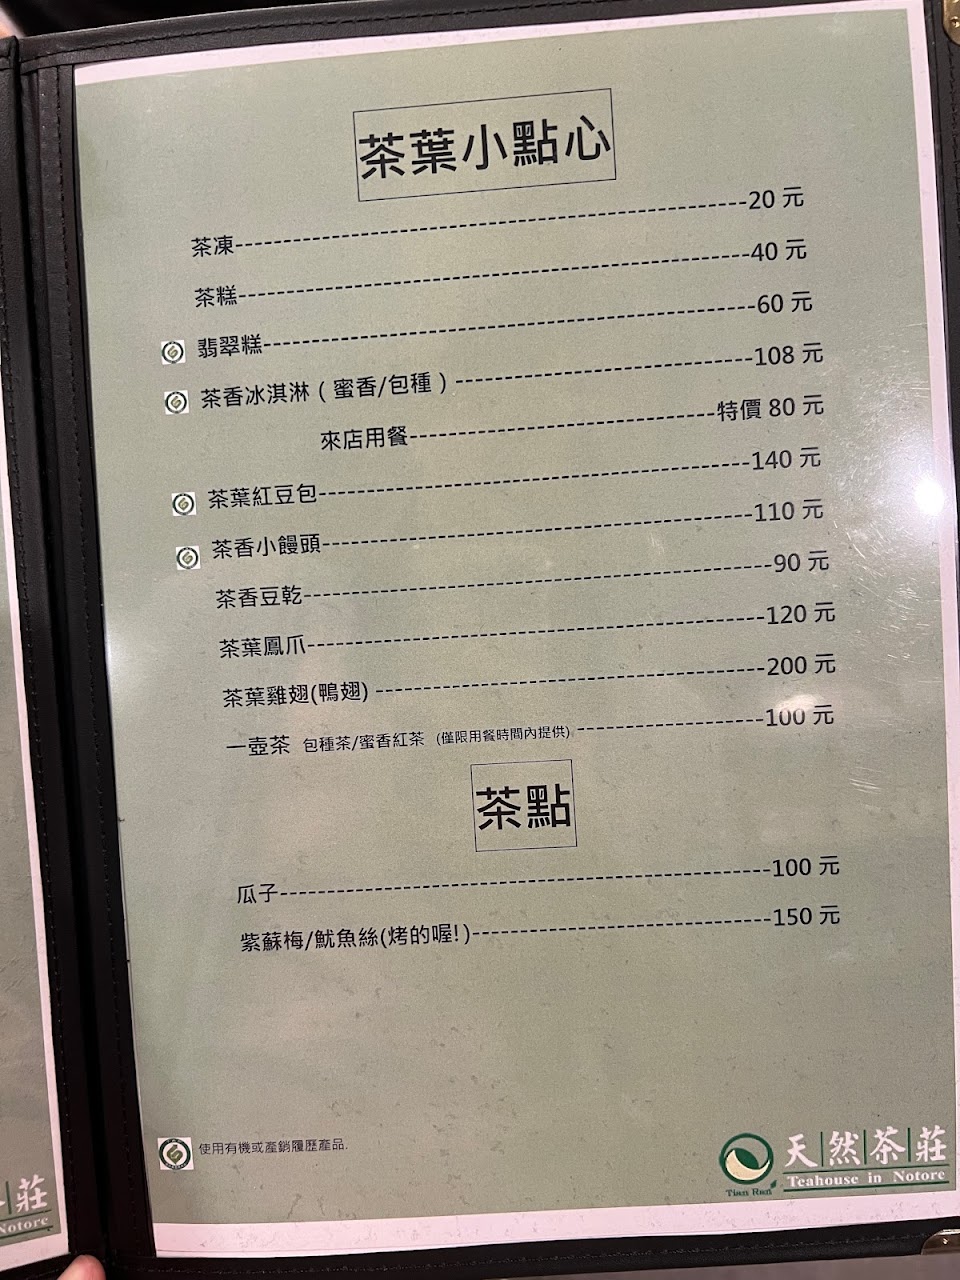 茶葉小點心
茶凍--------------------20 元
茶糕--------------------40 元
翡翠糕--------------------60 元
茶香冰淇淋（蜜香/包種）--------------------108 元
來店用餐--------------------特價 80 元
茶葉紅豆包--------------------140 元
茶香小饅頭--------------------110 元
茶香豆乾--------------------90 元
茶葉鳳爪--------------------120 元
茶葉雞翅(鴨翅)--------------------200 元
一壺茶 包種茶/蜜香紅茶 (僅限用餐時間內提供)--------------------100 元
茶點
瓜子--------------------100 元
紫蘇梅/魷魚絲(烤的喔!)--------------------150 元
使用有機或產銷履歷產品.
天然茶莊
Teahouse in Notore
Tian Ran
莊
Notore